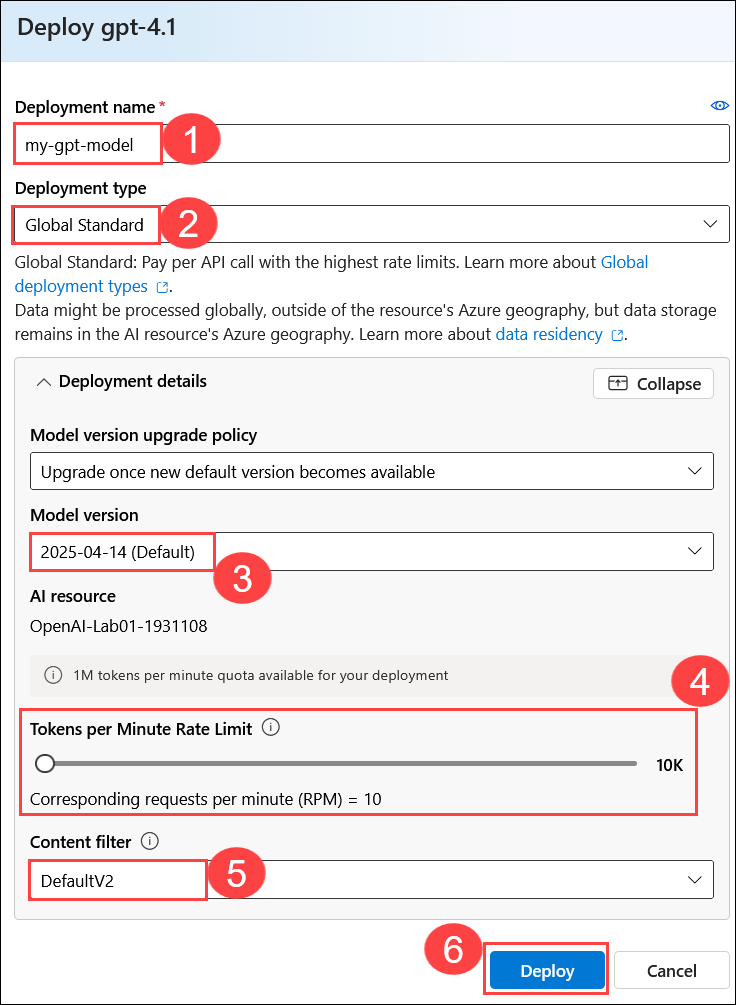 Deploy gpt-4.1
Deployment name *
my-gpt-model
1
Deployment type
Global Standard
2
Global Standard: Pay per API call with the highest rate limits. Learn more about Global
deployment types.
Data might be processed globally, outside of the resource's Azure geography, but data storage
remains in the AI resource's Azure geography. Learn more about data residency.
Deployment details
Collapse
Model version upgrade policy
Upgrade once new default version becomes available
Model version
2025-04-14 (Default)
3
AI resource
OpenAI-Lab01-1931108
1M tokens per minute quota available for your deployment
4
Tokens per Minute Rate Limit
10K
Corresponding requests per minute (RPM) = 10
Content filter
DefaultV2
5
6
Deploy
Cancel